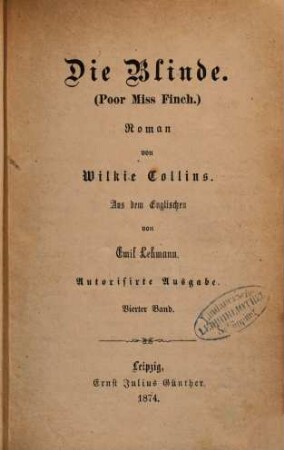 Die Blinde.
(Poor Miss Finch.)
Roman
von
Wilkie Collins.
Aus dem Englischen
von
Emil Lehmann.
Autorisirte Ausgabe.
Vierter Band.
Leipzig,
Ernst Julius Günther.
1874.